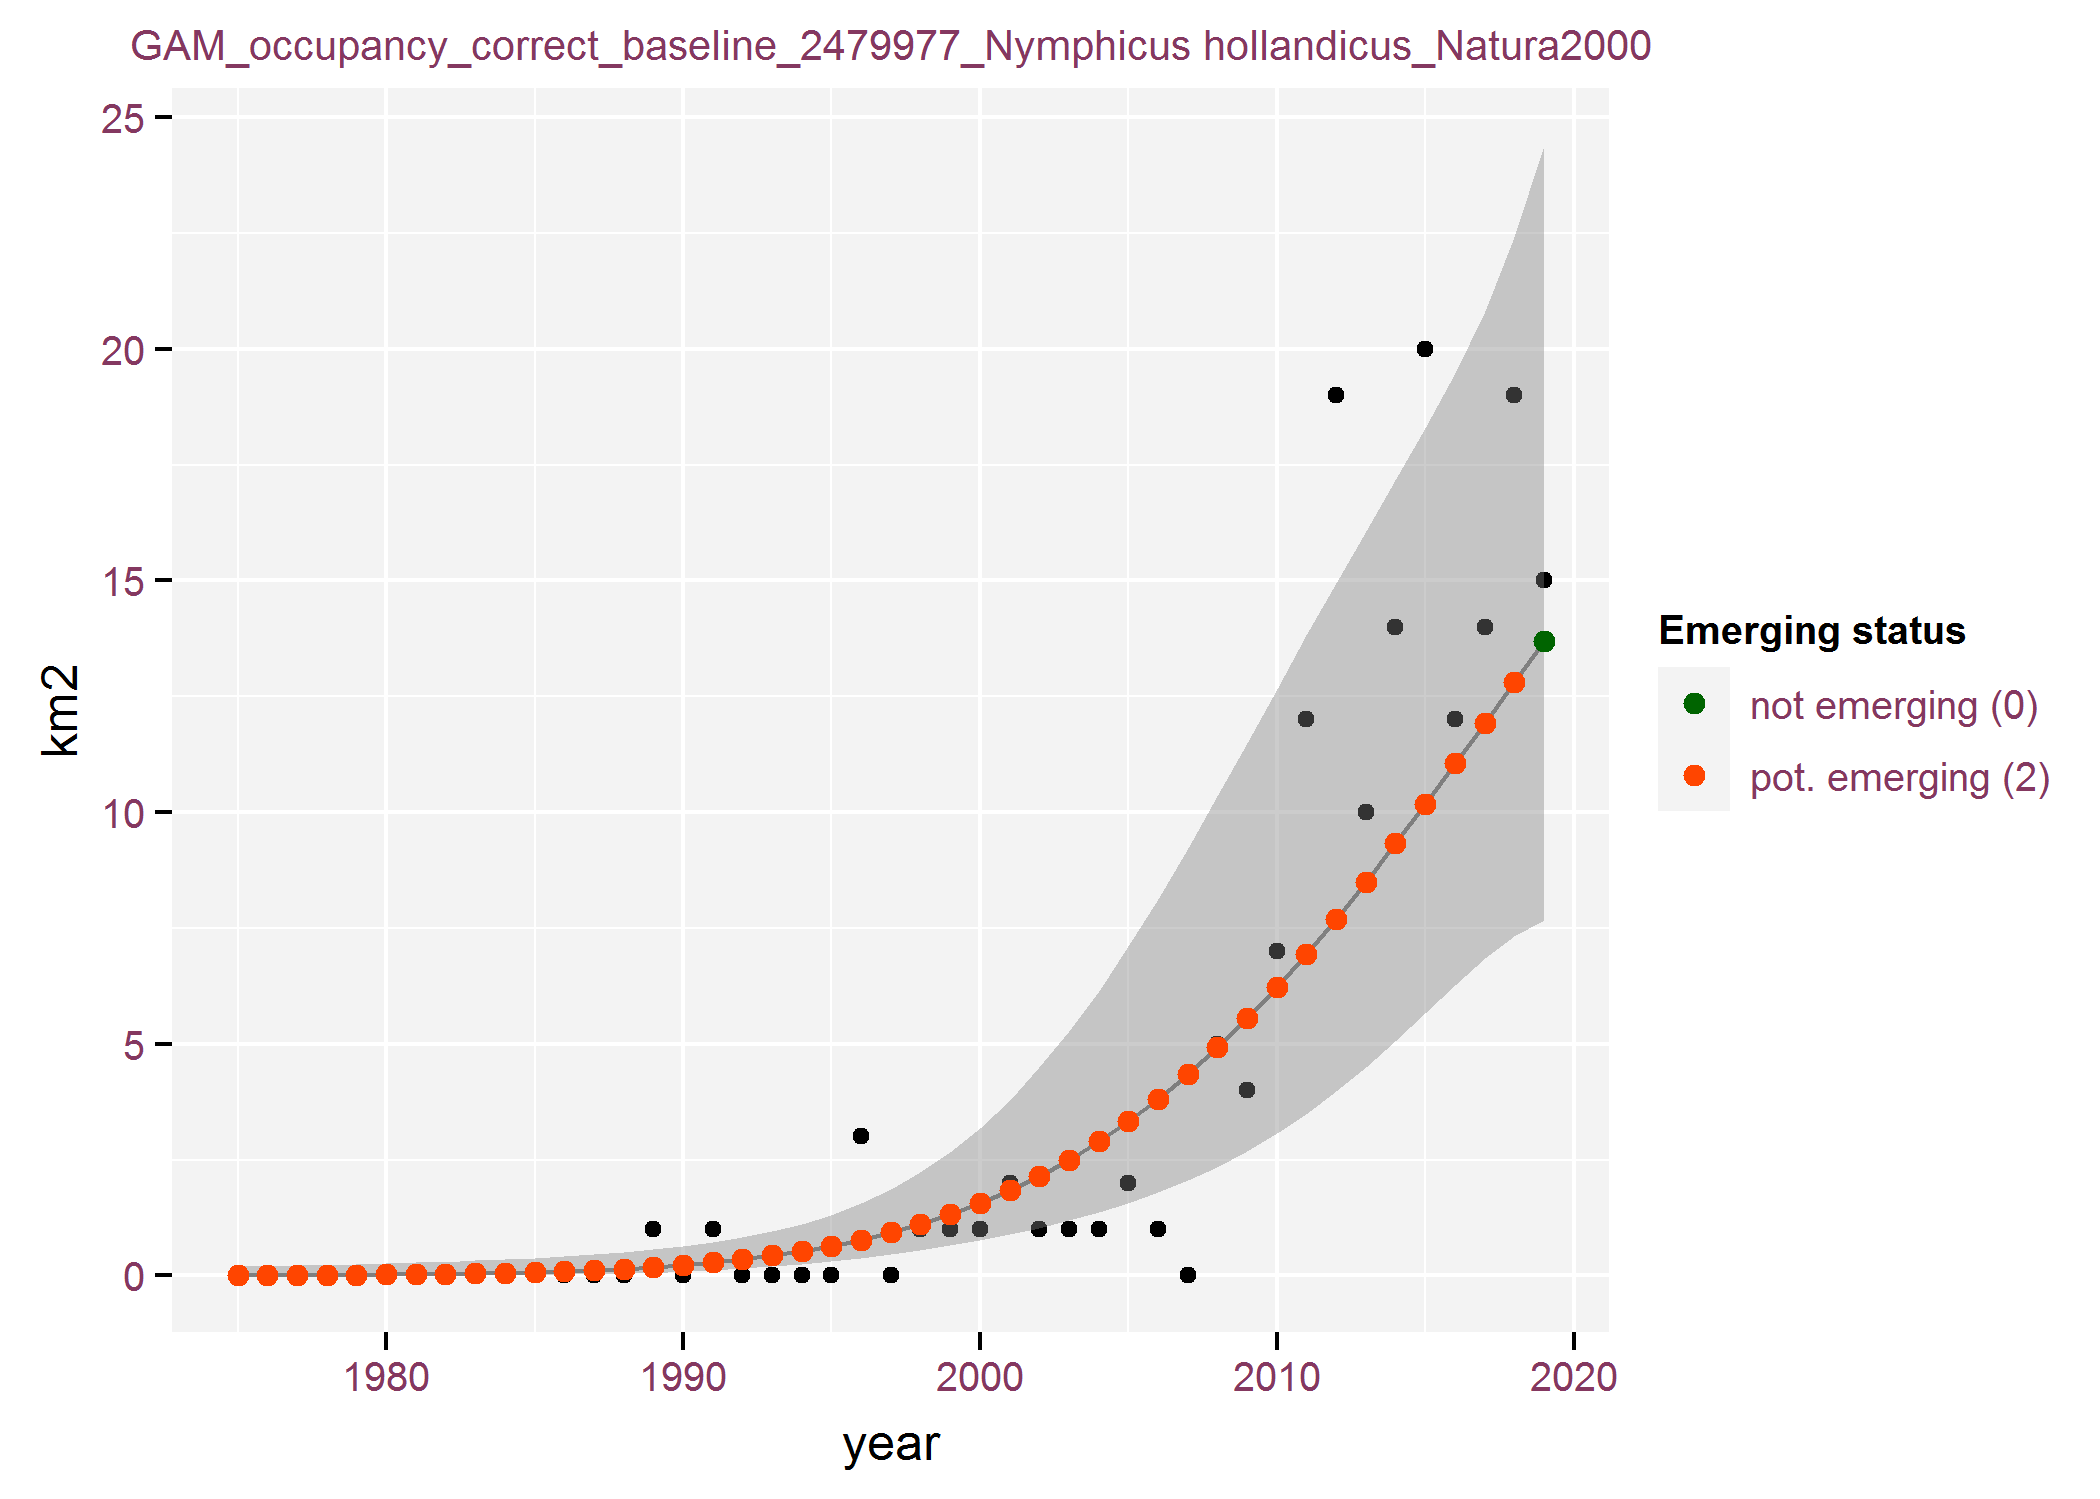 GAM_occupancy_correct_baseline_2479977_Nymphicus hollandicus_Natura2000
25
20
15
10
5
0
km2
1980 1990 2000 2010 2020
year
Emerging status
not emerging (0)
pot. emerging (2)